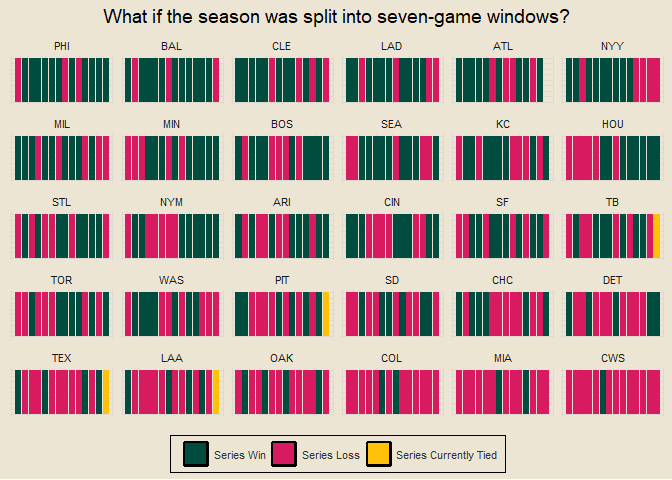 What if the season was split into seven-game windows?
PHI BAL CLE LAD ATL NYY
MIL MIN BOS SEA KC HOU
STL NYM ARI CIN SF TB
TOR WAS PIT SD CHC DET
TEX LAA OAK COL MIA CWS
Series Win Series Loss Series Currently Tied